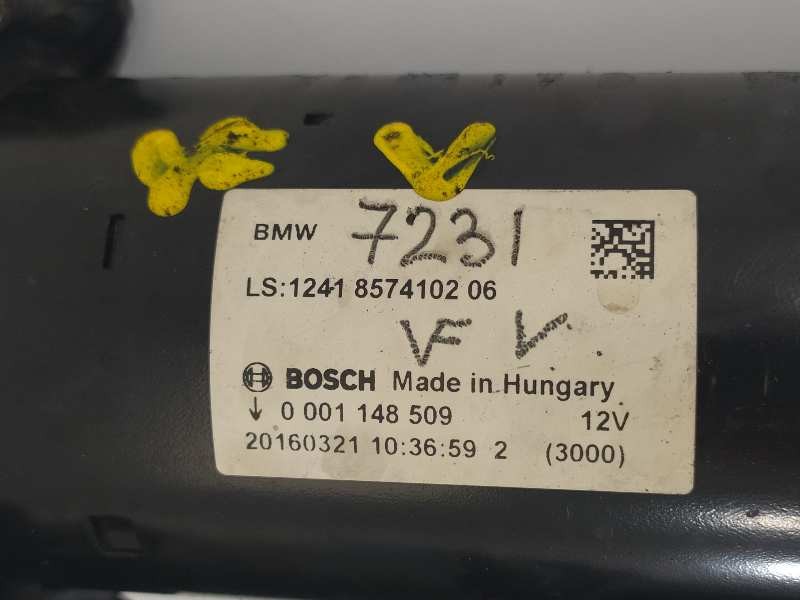 VF V
BMW 7231
LS:1241 8574102 06
VF V.
BOSCH Made in Hungary
0 001 148 509 12V
20160321 10:36:59 2 (3000)